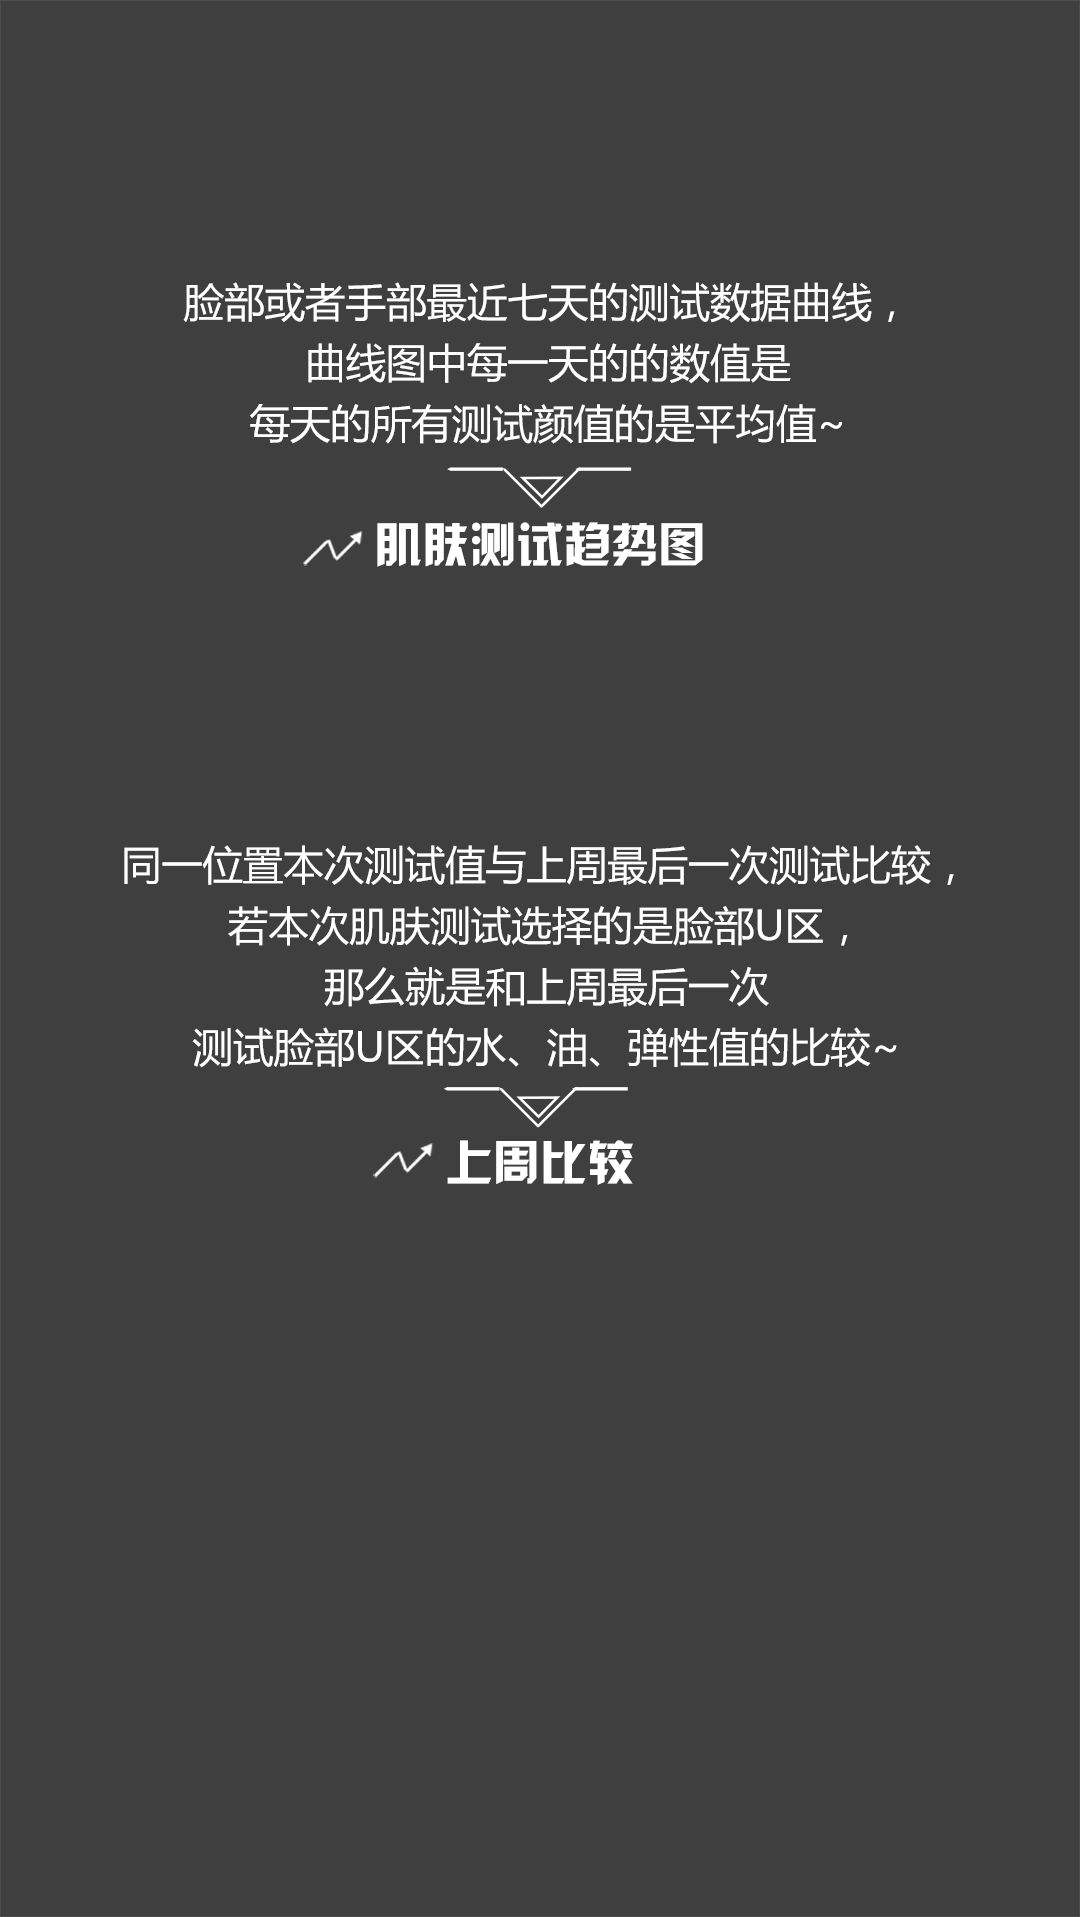 脸部或者手部最近七天的测试数据曲线，
曲线图中每一天的的数值是
每天的所有测试颜值的是平均值~
肌肤测试趋势图
同一位置本次测试值与上周最后一次测试比较，
若本次肌肤测试选择的是脸部U区，
那么就是和上周最后一次
测试脸部U区的水、油、弹性值的比较~
上周比较